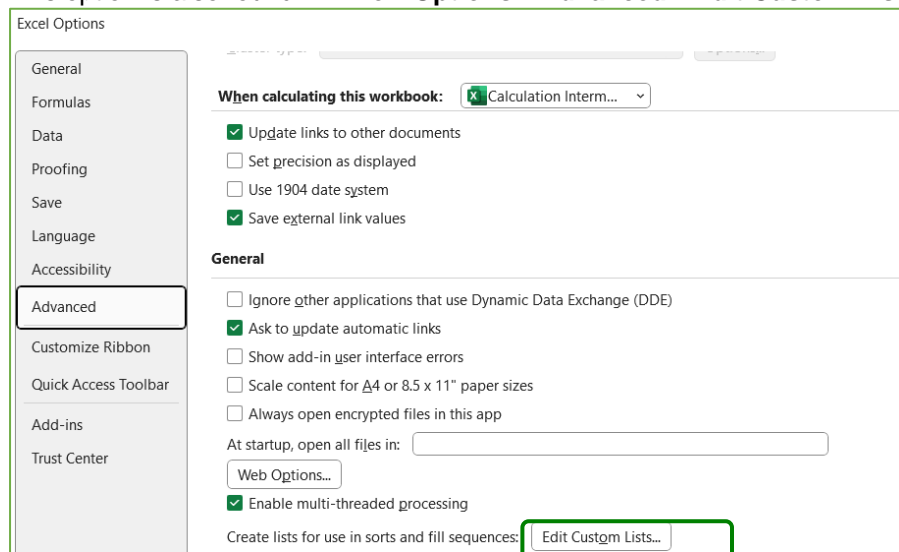 Excel Options
General
Formulas
Data
Proofing
Save
Language
Accessibility
Advanced
Customize Ribbon
Quick Access Toolbar
Add-ins
Trust Center
When calculating this workbook: Calculation Interm...
Update links to other documents
Set precision as displayed
Use 1904 date system
Save external link values
General
Ignore other applications that use Dynamic Data Exchange (DDE)
Ask to update automatic links
Show add-in user interface errors
Scale content for A4 or 8.5 x 11" paper sizes
Always open encrypted files in this app
At startup, open all files in:
Web Options...
Enable multi-threaded processing
Create lists for use in sorts and fill sequences: Edit Custom Lists...